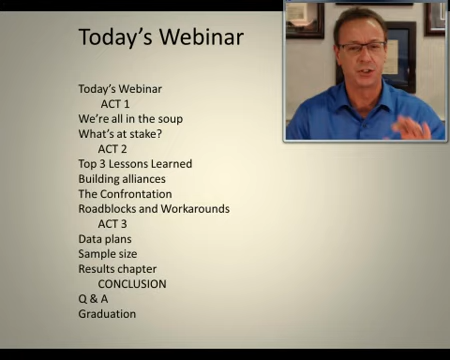 Today's Webinar
Today's Webinar
ACT 1
We're all in the soup
What's at stake?
ACT 2
Top 3 Lessons Learned
Building alliances
The Confrontation
Roadblocks and Workarounds
ACT 3
Data plans
Sample size
Results chapter
CONCLUSION
Q & A
Graduation